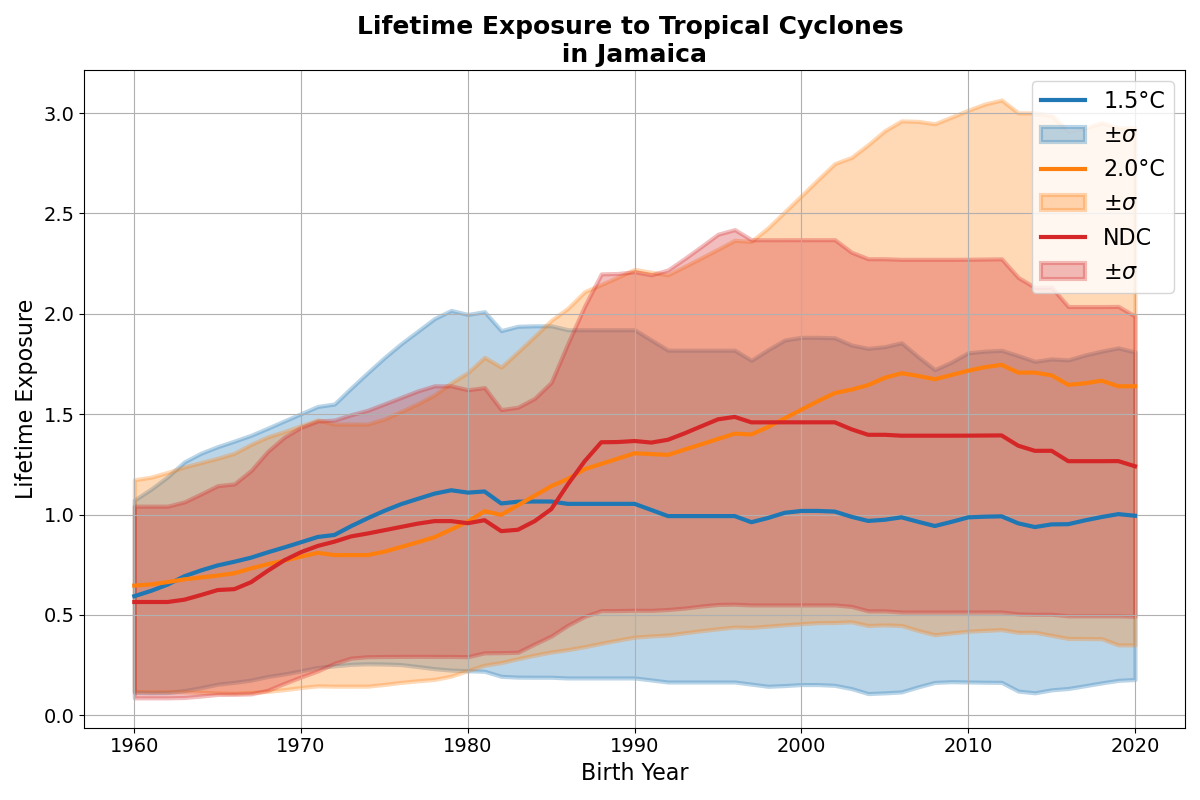 Lifetime Exposure to Tropical Cyclones
in Jamaica
Lifetime Exposure
3.0
2.5
2.0
1.5
1.0
0.5
0.0
1960
1970
1980
1990
2000
2010
2020
Birth Year
1.5°C
±σ
2.0°C
±σ
NDC
±σ